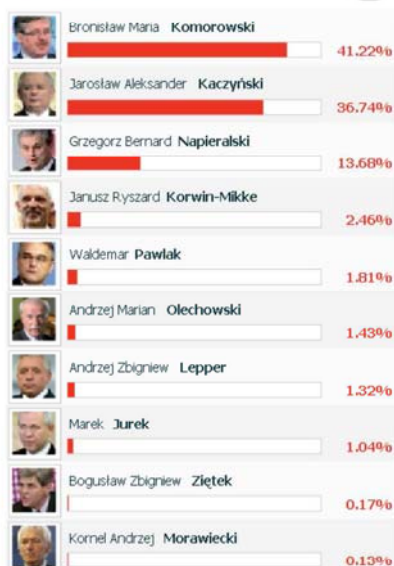 Bronisław Maria Komorowski
41.22%
Jarosław Aleksander Kaczyński
36.74%
Grzegorz Bernard Napieralski
13.68%
Janusz Ryszard Korwin-Mikke
2.46%
Waldemar Pawlak
1.81%
Andrzej Marian Olechowski
1.43%
Andrzej Zbigniew Lepper
1.32%
Marek Jurek
1.04%
Bogusław Zbigniew Ziętek
0.17%
Kornel Andrzej Morawiecki
0.13%